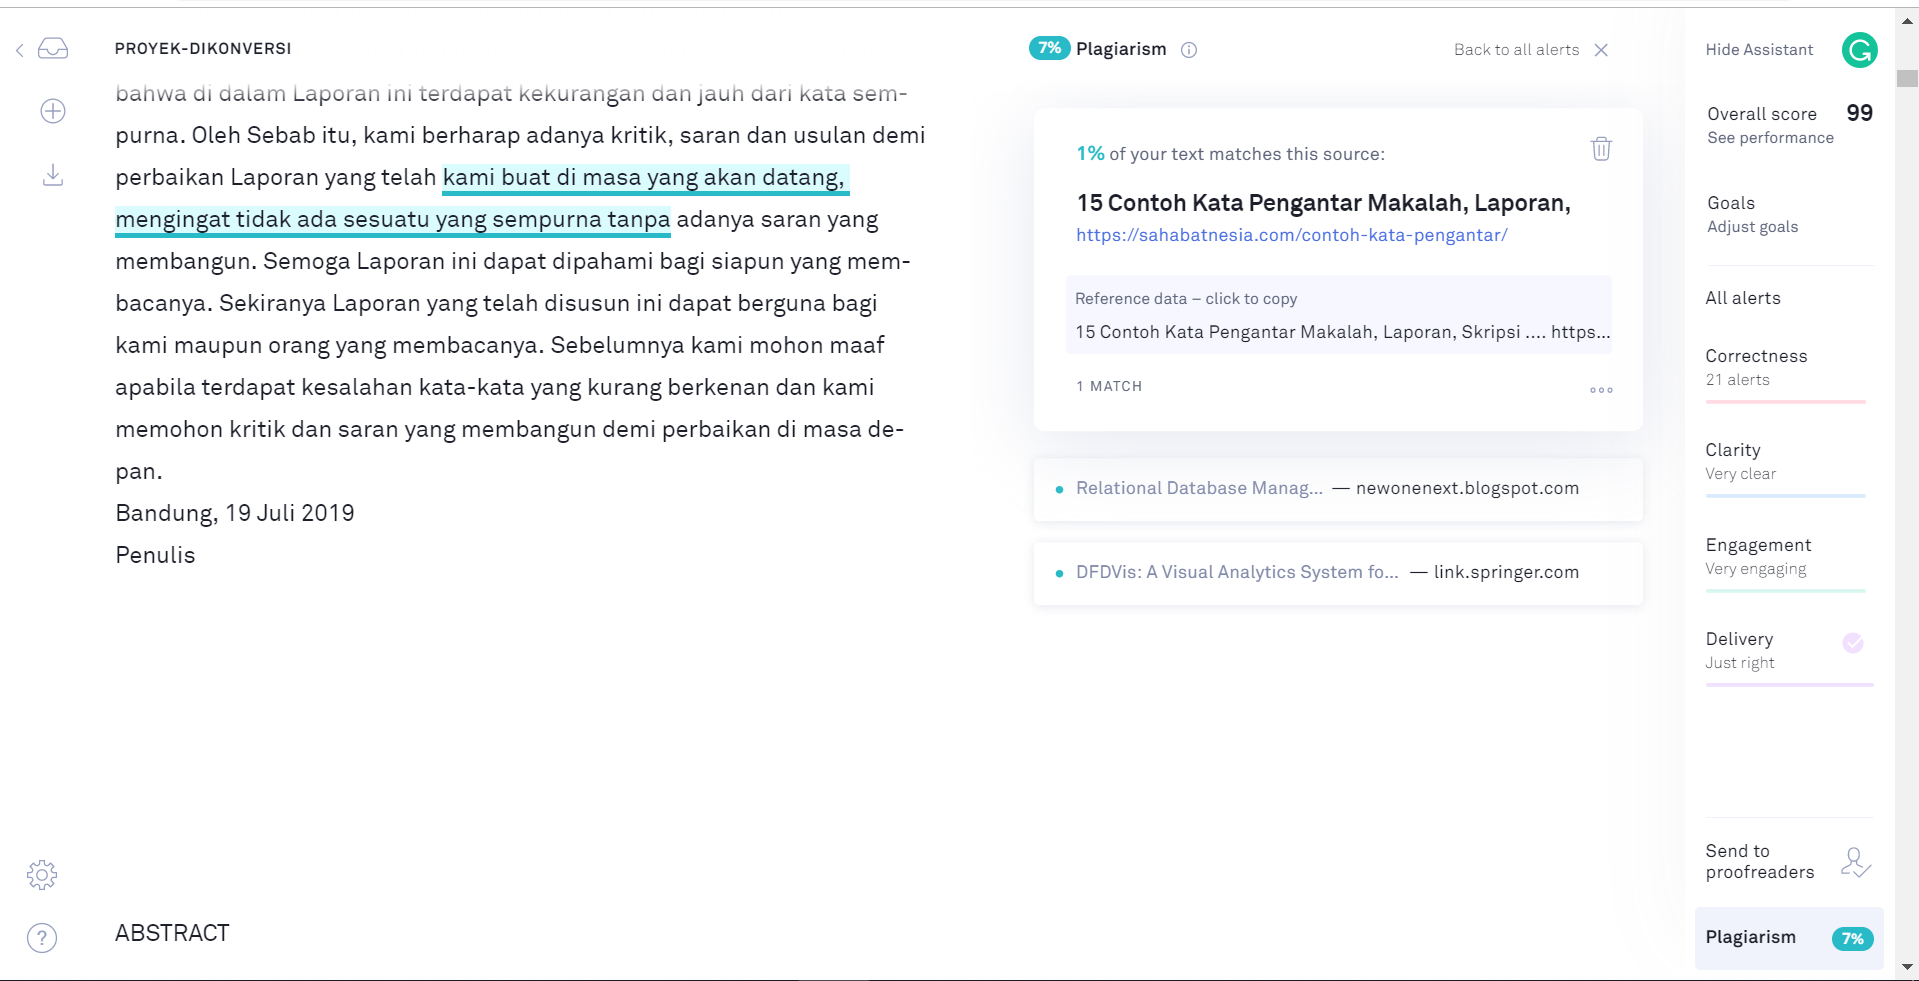 PROYEK-DIKONVERSI
bahwa di dalam Laporan ini terdapat kekurangan dan jauh dari kata sem-
purna. Oleh Sebab itu, kami berharap adanya kritik, saran dan usulan demi
perbaikan Laporan yang telah kami buat di masa yang akan datang,
mengingat tidak ada sesuatu yang sempurna tanpa adanya saran yang
membangun. Semoga Laporan ini dapat dipahami bagi siapun yang mem-
bacanya. Sekiranya Laporan yang telah disusun ini dapat berguna bagi
kami maupun orang yang membacanya. Sebelumnya kami mohon maaf
apabila terdapat kesalahan kata-kata yang kurang berkenan dan kami
memohon kritik dan saran yang membangun demi perbaikan di masa de-
pan.
Bandung, 19 Juli 2019
Penulis
ABSTRACT
7% Plagiarism
Back to all alerts
1% of your text matches this source:
15 Contoh Kata Pengantar Makalah, Laporan,
https://sahabatnesia.com/contoh-kata-pengantar/
Reference data – click to copy
15 Contoh Kata Pengantar Makalah, Laporan, Skripsi .... https...
1 MATCH
Relational Database Manag... — newonenext.blogspot.com
DFDVis: A Visual Analytics System fo... — link.springer.com
Hide Assistant
Overall score 99
See performance
Goals
Adjust goals
All alerts
Correctness
21 alerts
Clarity
Very clear
Engagement
Very engaging
Delivery
Just right
Send to
proofreaders
Plagiarism 7%